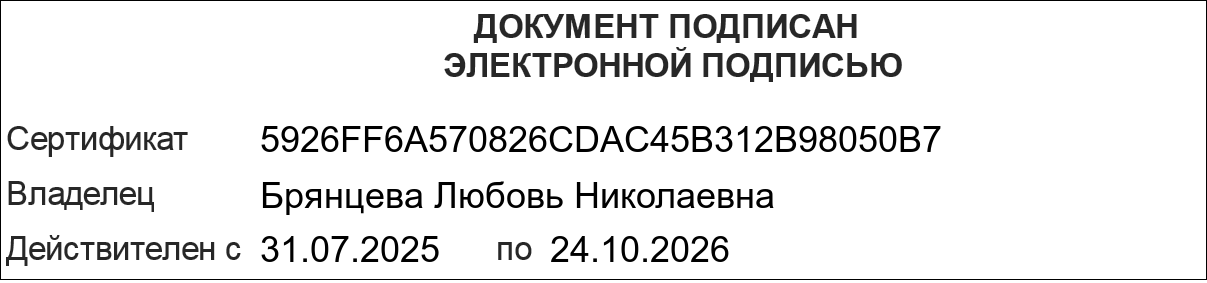 ДОКУМЕНТ ПОДПИСАН
ЭЛЕКТРОННОЙ ПОДПИСЬЮ
Сертификат 5926FF6A570826CDAC45B312B98050B7
Владелец Брянцева Любовь Николаевна
Действителен с 31.07.2025 по 24.10.2026